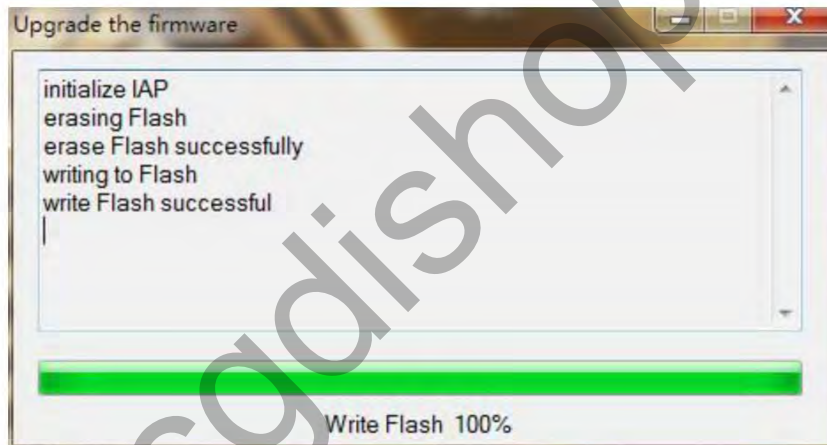 Upgrade the firmware
initialize IAP
erasing Flash
erase Flash successfully
writing to Flash
write Flash successful
Write Flash 100%